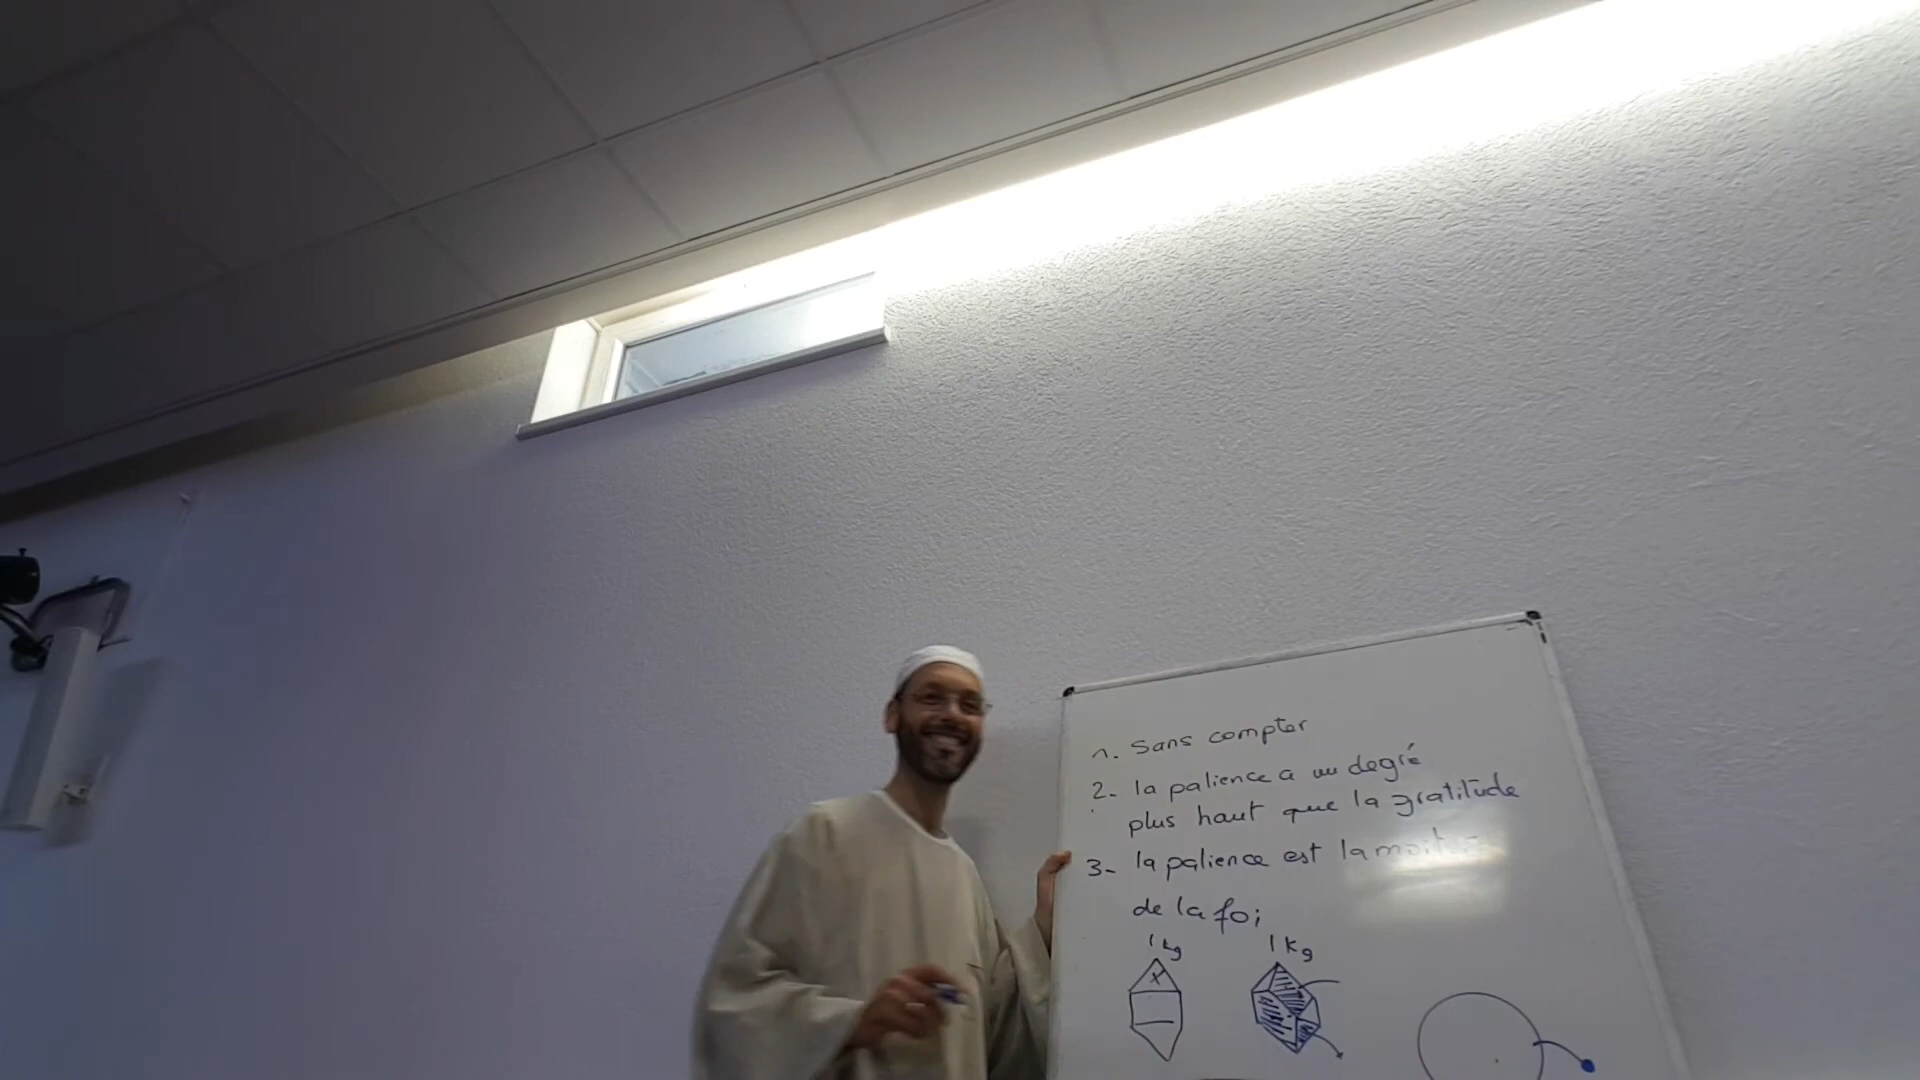 1. Sans compter
2- la patience a un degré
plus haut que la gratitude
3- la patience est la moitié
de la foi
1 kg 1 kg